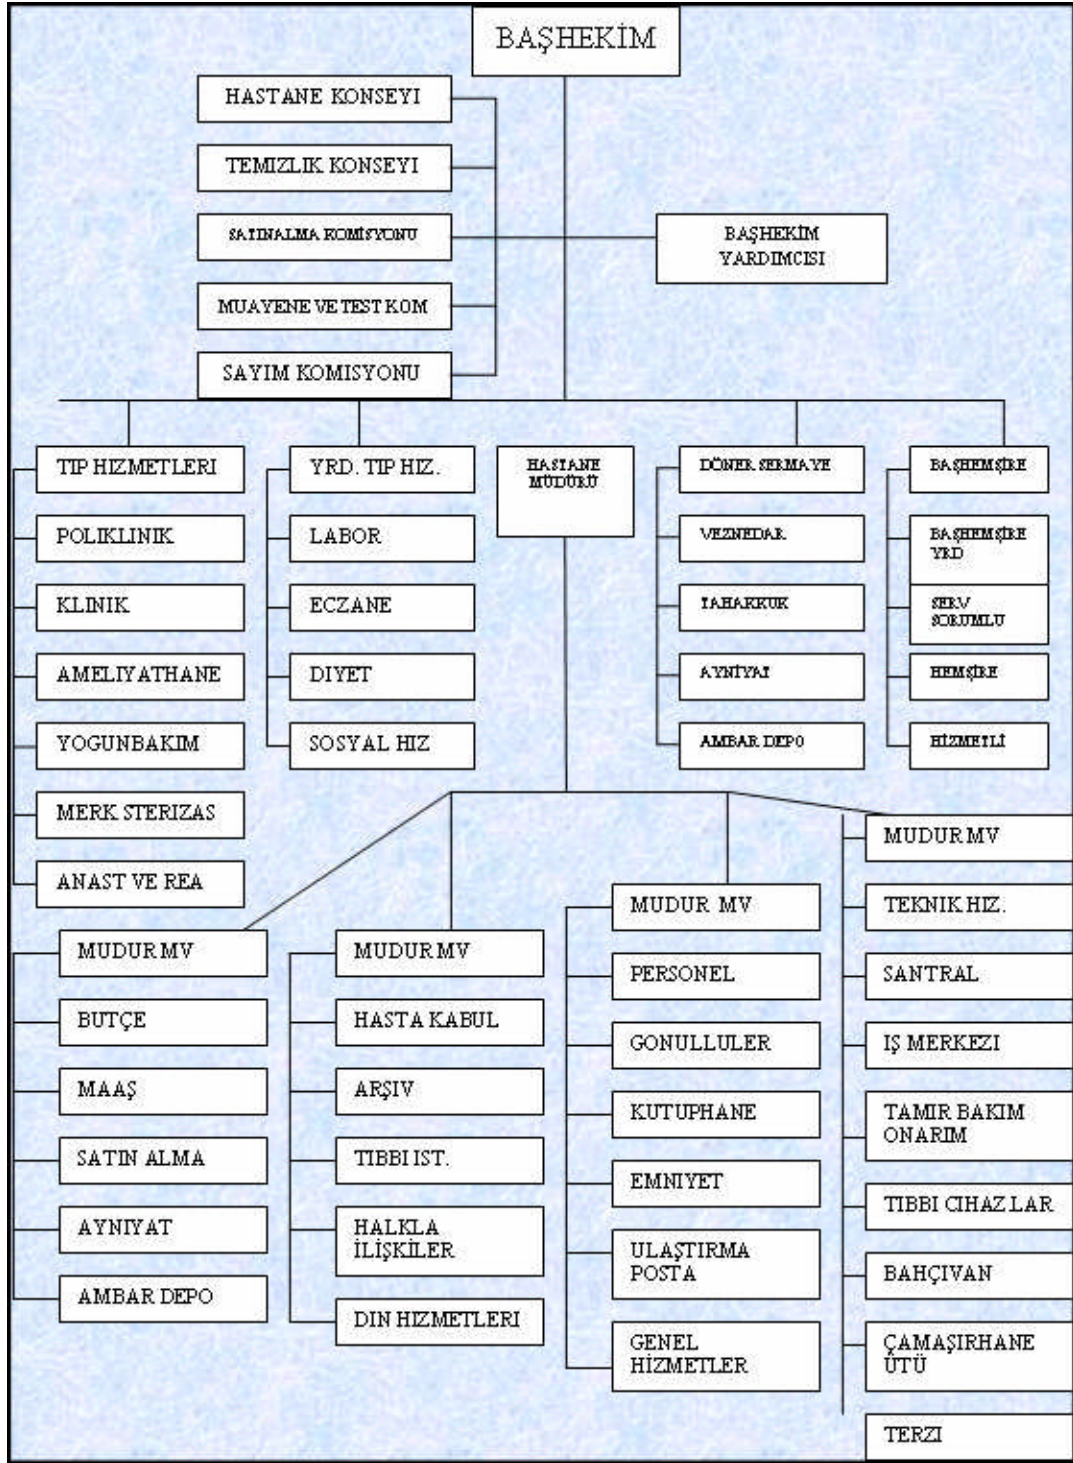 BAŞHEKİM
HASTANE KONSEYI
TEMIZLIK KONSEYI
SATINALMA KOMİSYONU
BAŞHEKİM
YARDIMCISI
MUAYENE VE TEST KOM
SAYIM KOMISYONU
TIP HIZMETLERI
POLIKLINIK
KLINIK
AMELIYATHANE
YOGUNBAKIM
MERK STERIZAS
ANAST VE REA
YRD. TIP HIZ.
LABOR
ECZANE
DIYET
SOSYAL HIZ
HASTANE
MÜDÜRÜ
DÖNER SERMAYE
VEZNEDAR
TAHAKKUK
AYNİYAT
AMBAR DEPO
BAŞHEMŞİRE
BAŞHEMŞİRE
YRD
SERV
SORUMLU
HEMŞİRE
HİZMETLİ
MUDUR MV
BUTÇE
MAAŞ
SATIN ALMA
AYNIYAT
AMBAR DEPO
MUDUR MV
HASTA KABUL
ARŞIV
TIBBI IST.
HALKLA
İLİŞKİLER
DIN HIZMETLERI
MUDUR MV
PERSONEL
GONULLULER
KUTUPHANE
EMNIYET
ULAŞTIRMA
POSTA
GENEL
HİZMETLER
MUDUR MV
TEKNIK HIZ.
SANTRAL
IŞ MERKEZI
TAMIR BAKIM
ONARIM
TIBBI CIHAZLAR
BAHÇIVAN
ÇAMAŞIRHANE
ÜTÜ
TERZI